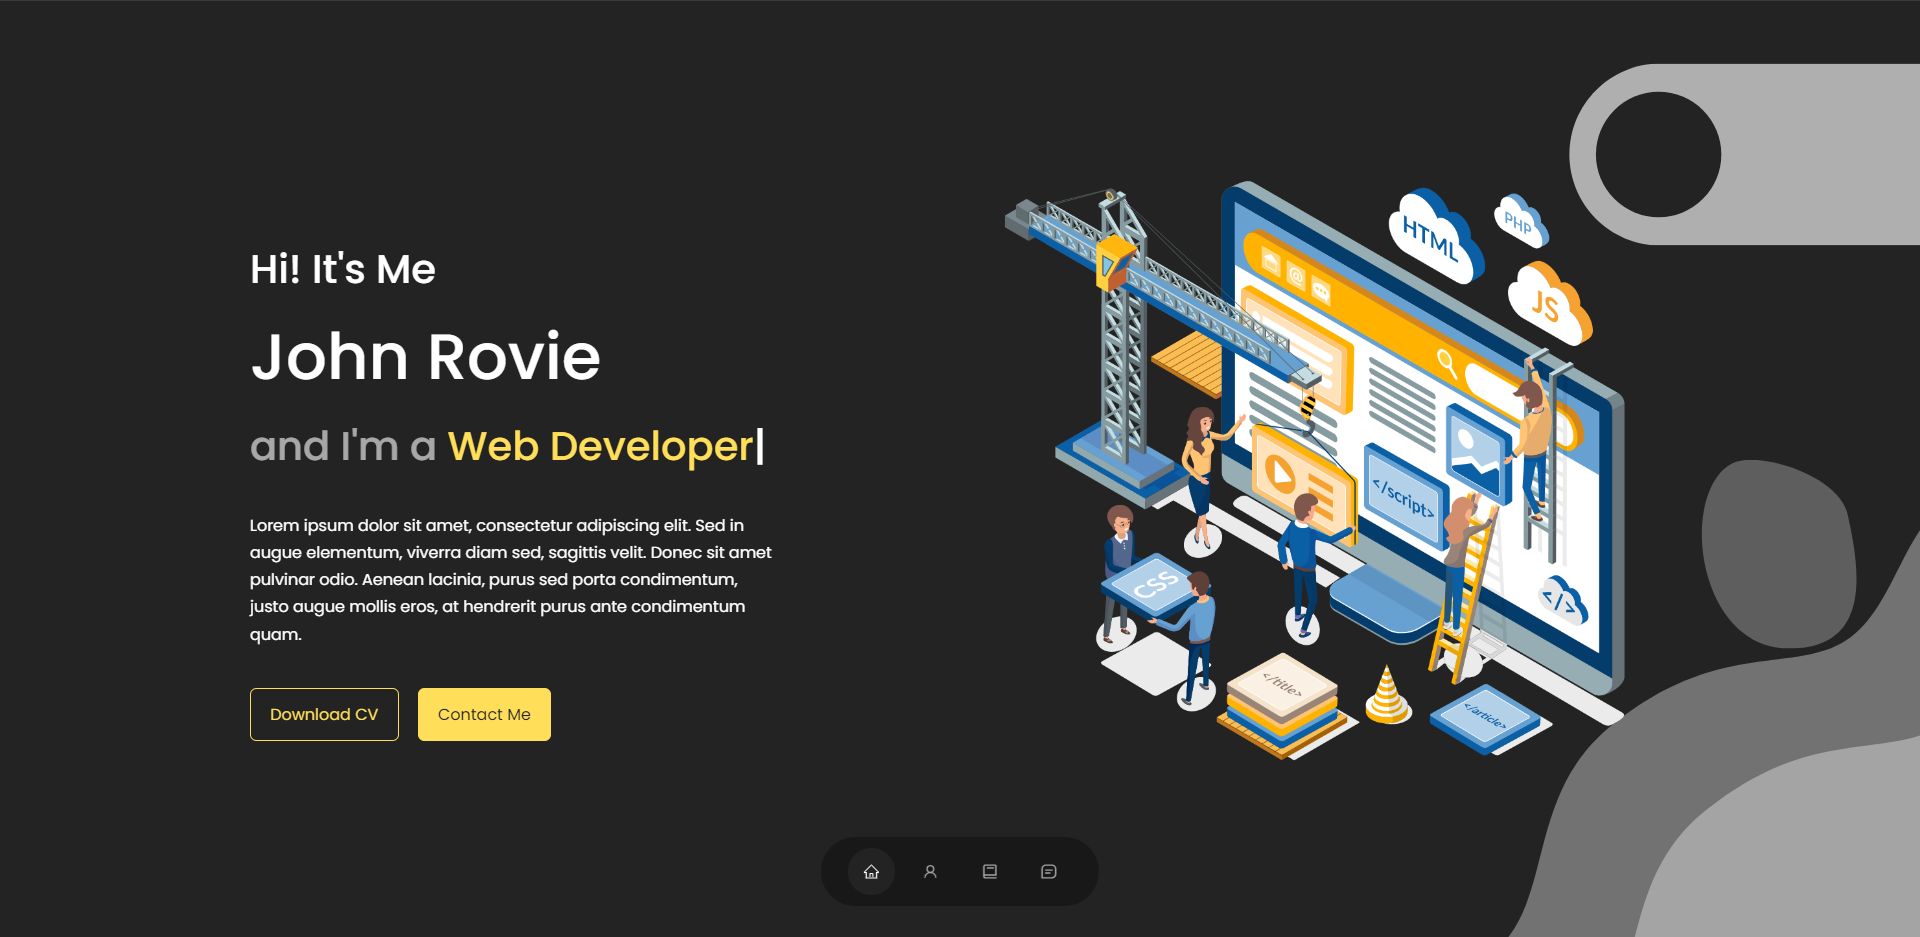 Hi! It's Me
John Rovie
and I'm a Web Developer|
Lorem ipsum dolor sit amet, consectetur adipiscing elit. Sed in
augue elementum, viverra diam sed, sagittis velit. Donec sit amet
pulvinar odio. Aenean lacinia, purus sed porta condimentum,
justo augue mollis eros, at hendrerit purus ante condimentum
quam.
Download CV
Contact Me
HTML
PHP
JS
@
</script>
CSS
</>
</title>
</article>